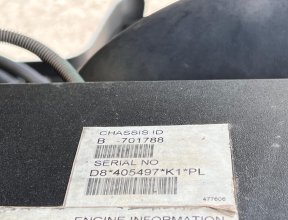 CHASSIS ID
B -701788
SERIAL NO
D8*405497*K1*PL
477606
ENGINE INFORMATION